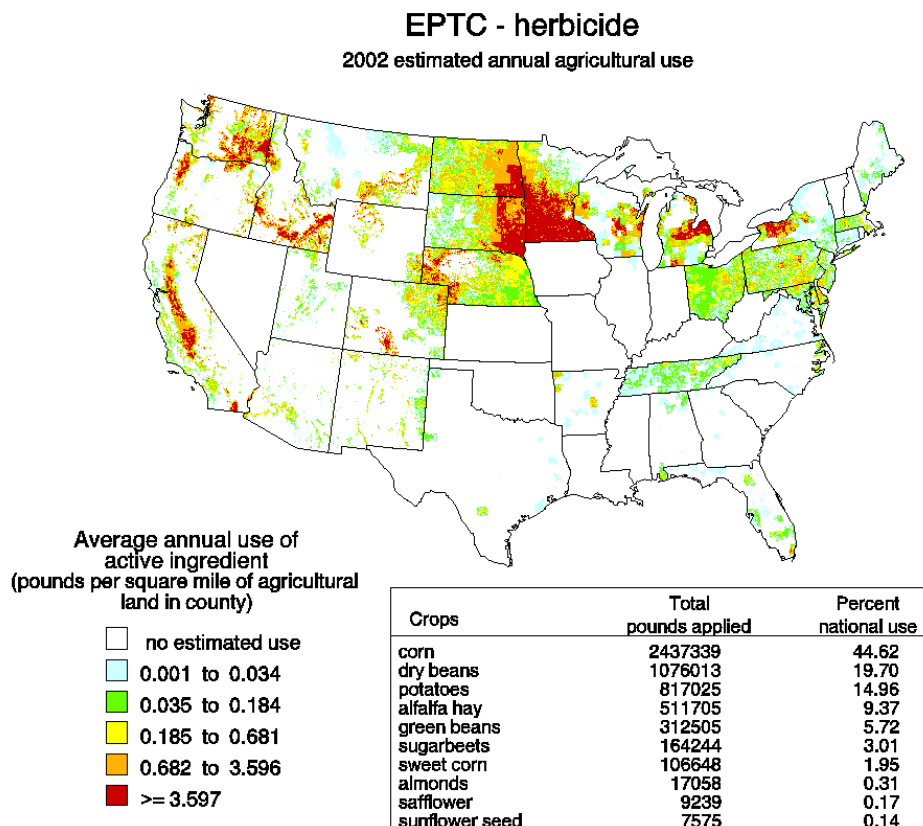 EPTC - herbicide
2002 estimated annual agricultural use
Average annual use of
active ingredient
(pounds per square mile of agricultural
land in county)
no estimated use
0.001 to 0.034
0.035 to 0.184
0.185 to 0.681
0.682 to 3.596
>= 3.597
Crops Total pounds applied Percent national use
corn 2437339 44.62
dry beans 1076013 19.70
potatoes 817025 14.96
alfalfa hay 511705 9.37
green beans 312505 5.72
sugarbeets 164244 3.01
sweet corn 106648 1.95
almonds 17058 0.31
safflower 9239 0.17
sunflower seed 7575 0.14